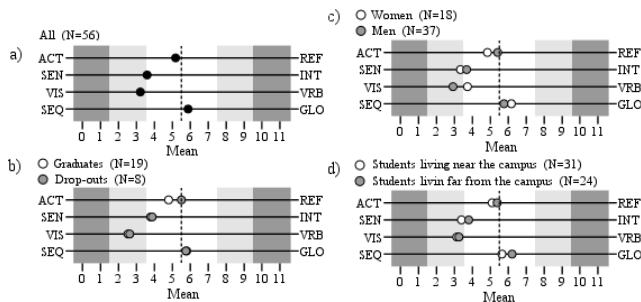 All (N=56)
a)
ACT REF
SEN INT
VIS VRB
SEQ GLO
0 1 2 3 4 5 6 7 8 9 10 11
Mean
b)
Graduates (N=19)
Drop-outs (N=8)
ACT REF
SEN INT
VIS VRB
SEQ GLO
0 1 2 3 4 5 6 7 8 9 10 11
Mean
c)
Women (N=18)
Men (N=37)
ACT REF
SEN INT
VIS VRB
SEQ GLO
0 1 2 3 4 5 6 7 8 9 10 11
Mean
d)
Students living near the campus (N=31)
Students livin far from the campus (N=24)
ACT REF
SEN INT
VIS VRB
SEQ GLO
0 1 2 3 4 5 6 7 8 9 10 11
Mean